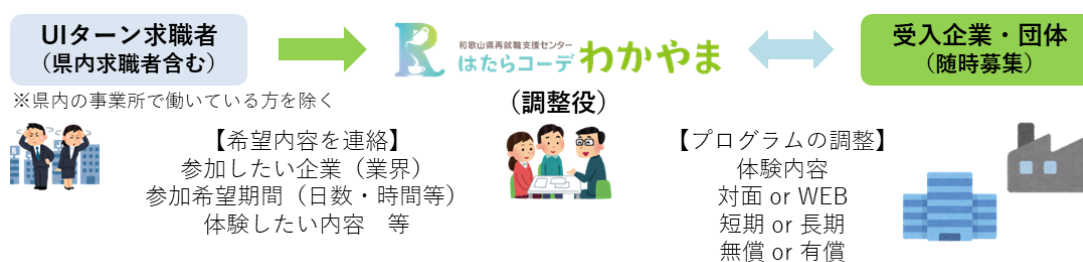 UIターン求職者
（県内求職者含む）
※県内の事業所で働いている方を除く
【希望内容を連絡】
参加したい企業（業界）
参加希望期間（日数・時間等）
体験したい内容　等
R
和歌山県再就職支援センター
はたらコーデわかやま
（調整役）
受入企業・団体
（随時募集）
【プログラムの調整】
体験内容
対面 or WEB
短期 or 長期
無償 or 有償